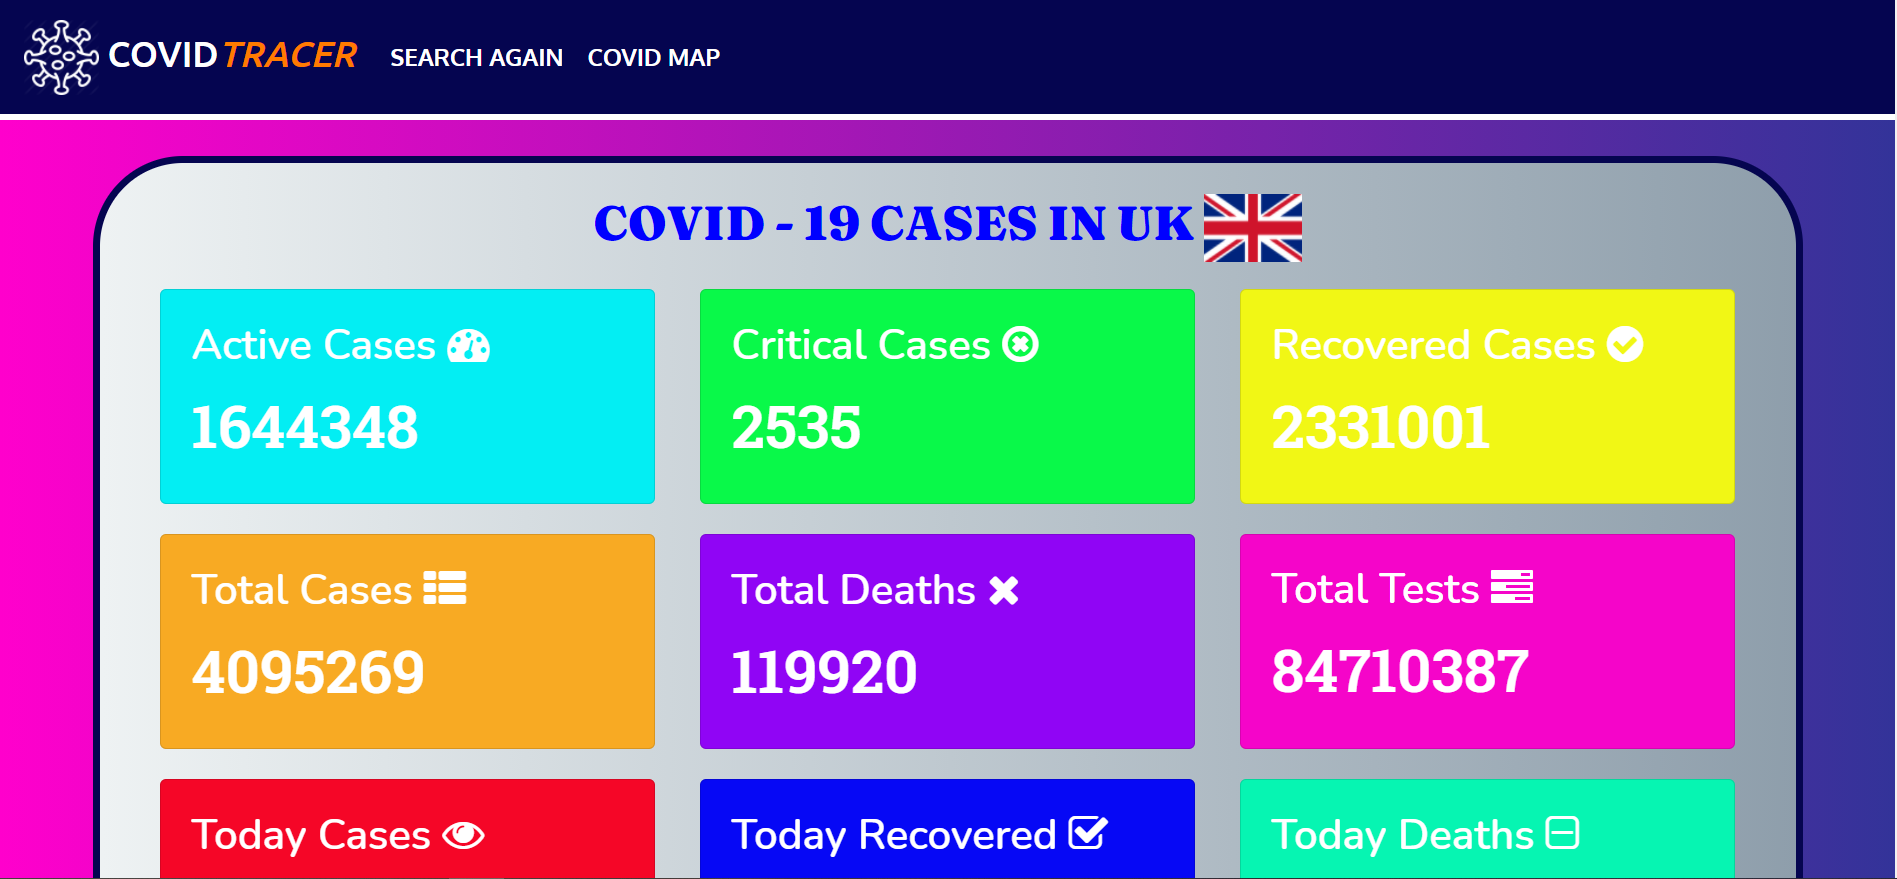 COVID TRACER SEARCH AGAIN COVID MAP
COVID - 19 CASES IN UK
Active Cases
1644348
Critical Cases
2535
Recovered Cases
2331001
Total Cases
4095269
Total Deaths
119920
Total Tests
84710387
Today Cases
Today Recovered
Today Deaths